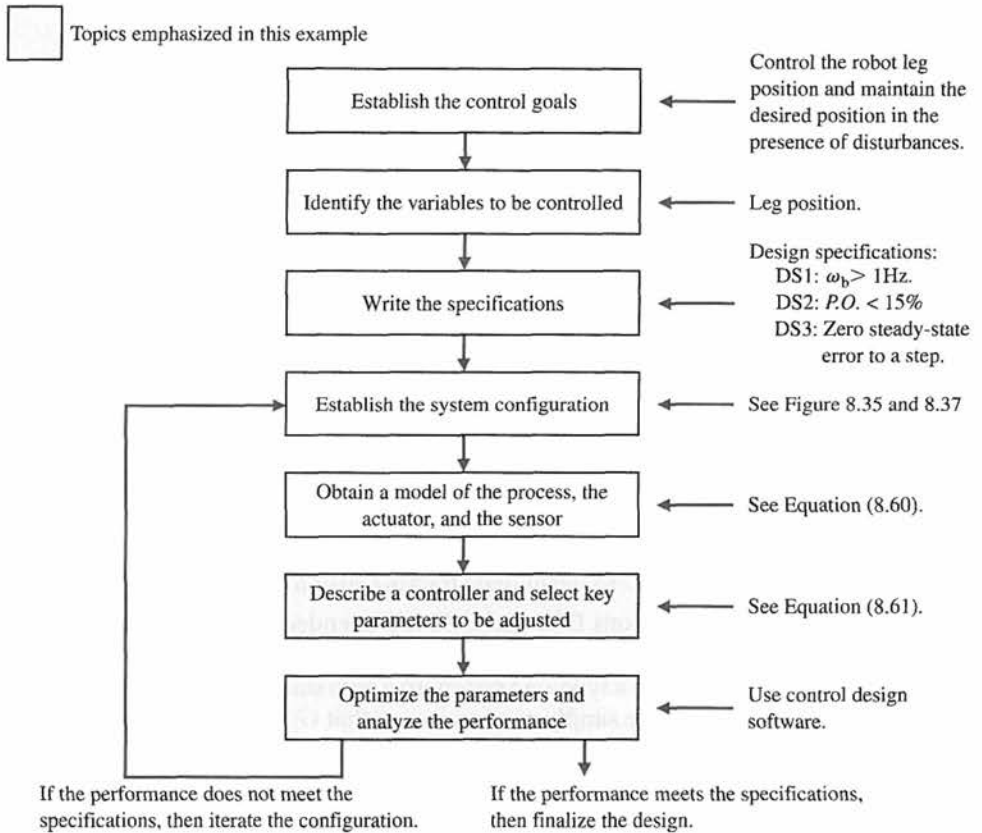 Topics emphasized in this example
Establish the control goals
Control the robot leg
position and maintain the
desired position in the
presence of disturbances.
Identify the variables to be controlled
Leg position.
Write the specifications
Design specifications:
DS1: ω_b > 1Hz.
DS2: P.O. < 15%
DS3: Zero steady-state
error to a step.
Establish the system configuration
See Figure 8.35 and 8.37
Obtain a model of the process, the
actuator, and the sensor
See Equation (8.60).
Describe a controller and select key
parameters to be adjusted
See Equation (8.61).
Optimize the parameters and
analyze the performance
Use control design
software.
If the performance does not meet the
specifications, then iterate the configuration.
If the performance meets the specifications,
then finalize the design.